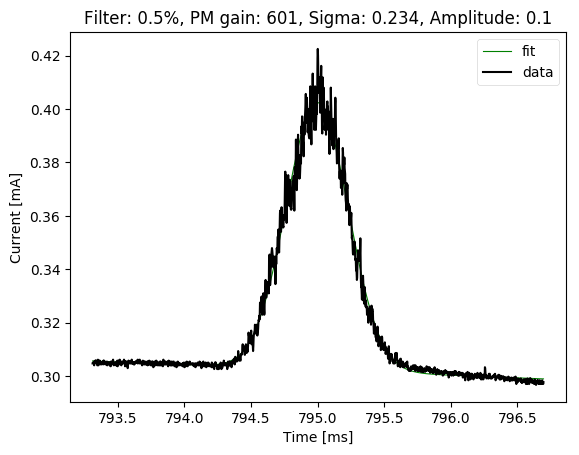 Filter: 0.5%, PM gain: 601, Sigma: 0.234, Amplitude: 0.1
fit
data
Current [mA]
0.42
0.40
0.38
0.36
0.34
0.32
0.30
793.5 794.0 794.5 795.0 795.5 796.0 796.5
Time [ms]